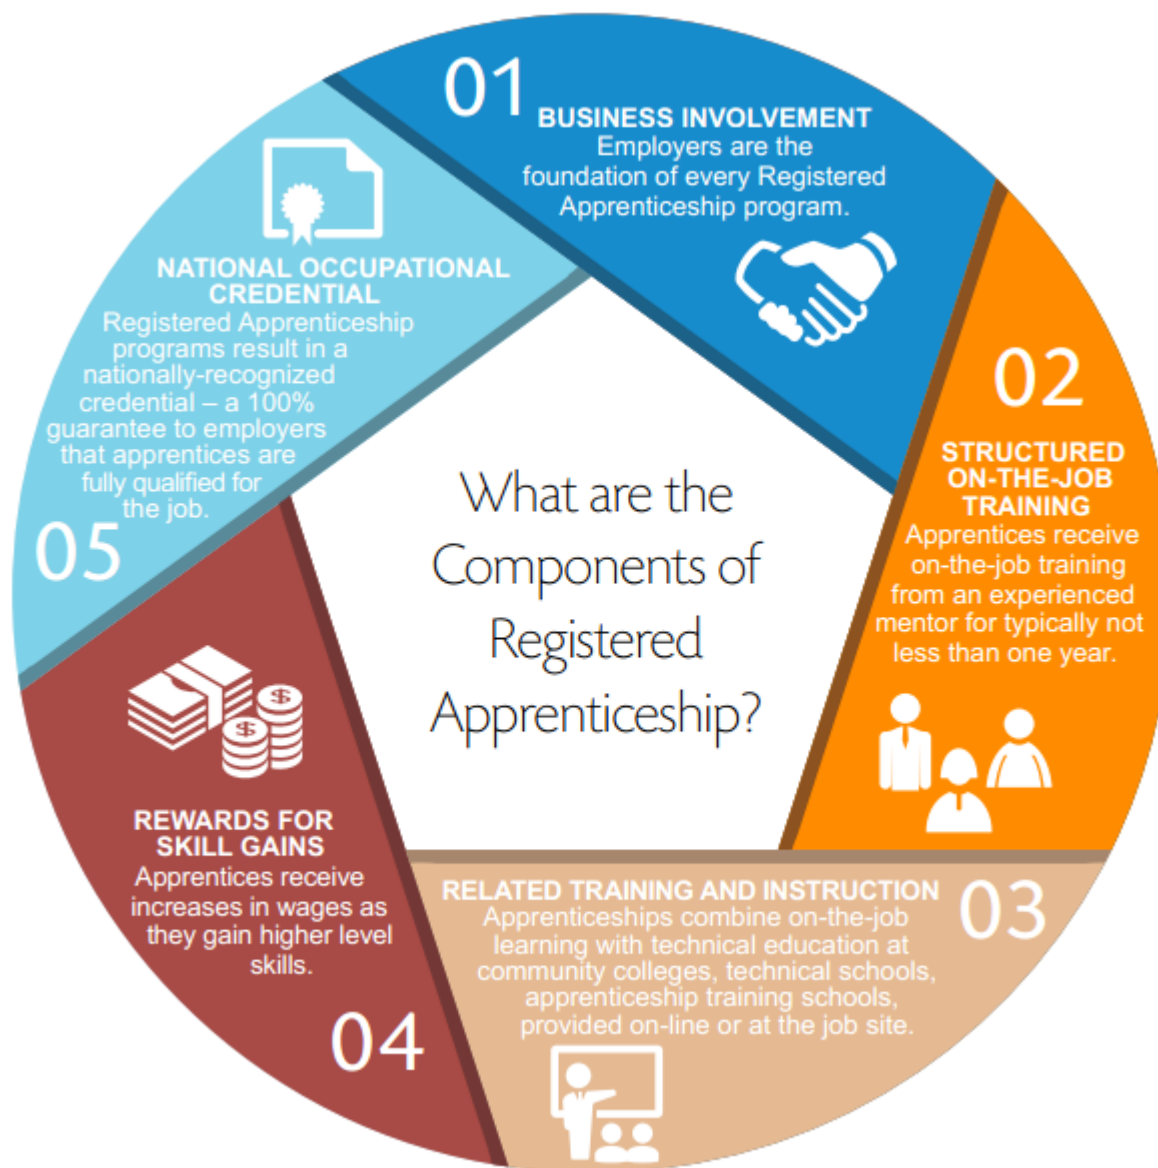 What are the
Components of
Registered
Apprenticeship?
01
BUSINESS INVOLVEMENT
Employers are the
foundation of every Registered
Apprenticeship program.
02
STRUCTURED
ON-THE-JOB
TRAINING
Apprentices receive
on-the-job training
from an experienced
mentor for typically not
less than one year.
03
RELATED TRAINING AND INSTRUCTION
Apprenticeships combine on-the-job
learning with technical education at
community colleges, technical schools,
apprenticeship training schools,
provided on-line or at the job site.
04
$
$
REWARDS FOR
SKILL GAINS
Apprentices receive
increases in wages as
they gain higher level
skills.
05
NATIONAL OCCUPATIONAL
CREDENTIAL
Registered Apprenticeship
programs result in a
nationally-recognized
credential – a 100%
guarantee to employers
that apprentices are
fully qualified for
the job.